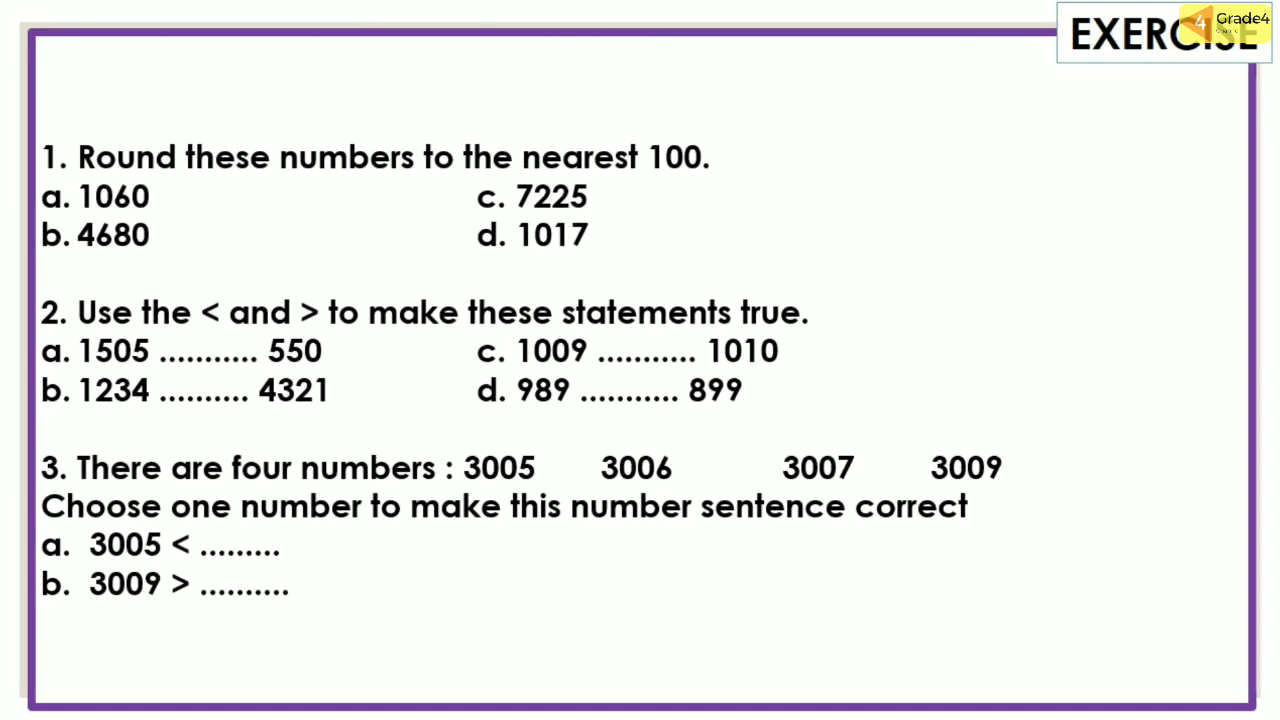 EXERCISE
4 Grade4
1. Round these numbers to the nearest 100.
a. 1060 c. 7225
b. 4680 d. 1017
2. Use the < and > to make these statements true.
a. 1505 ........... 550 c. 1009 ........... 1010
b. 1234 .......... 4321 d. 989 ........... 899
3. There are four numbers : 3005 3006 3007 3009
Choose one number to make this number sentence correct
a. 3005 < .........
b. 3009 > ..........